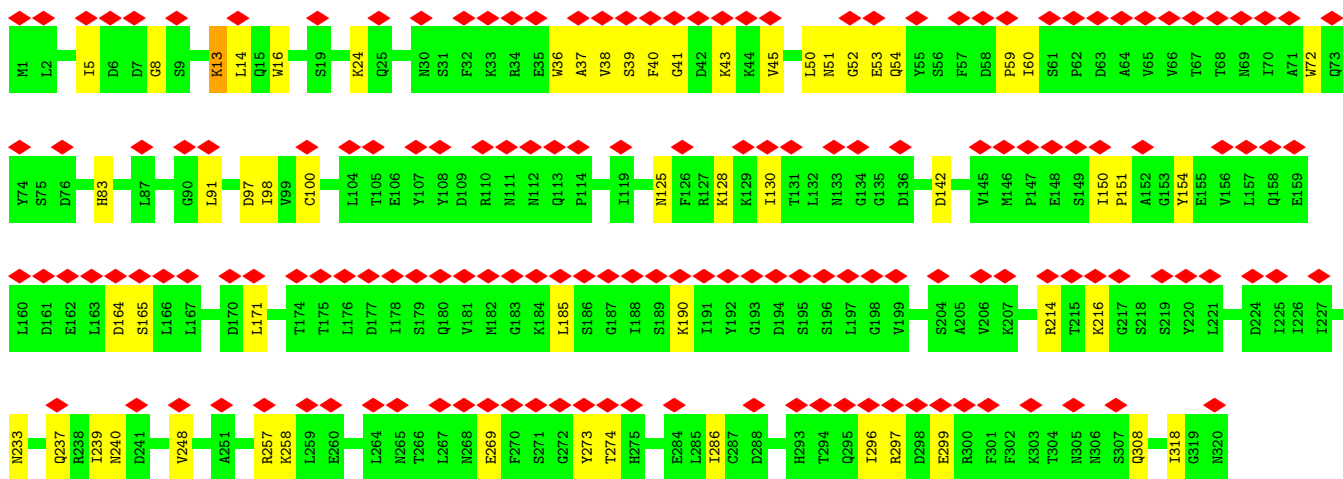 M1 L2 I5 D6 D7 G8 S9 K13 L14 Q15 W16 S19 K24 Q25 N30 S31 F32 K33 R34 E35 W36 A37 V38 S39 F40 G41 D42 K43 K44 V45 L50 N51 G52 E53 Q54 Y55 S56 F57 D58 P59 I60 S61 P62 D63 A64 V65 V66 T67 T68 N69 I70 A71 W72 Q73
Y74 S75 D76 H83 L87 G90 L91 D97 I98 V99 C100 L104 T105 E106 Y107 Y108 D109 R110 N111 N112 Q113 P114 I119 N125 F126 R127 K128 K129 I130 T131 L132 N133 G134 G135 D136 D142 V145 M146 P147 E148 S149 I150 P151 A152 G153 Y154 E155 V156 L157 Q158 E159
L160 D161 E162 L163 D164 S165 L166 L167 D170 L171 T174 T175 L176 D177 I178 S179 Q180 V181 M182 G183 K184 L185 S186 G187 I188 S189 K190 I191 Y192 G193 D194 S195 S196 L197 G198 V199 S204 A205 V206 K207 R214 T215 K216 G217 S218 S219 Y220 L221 D224 I225 I226 I227
N233 Q237 R238 I239 N240 D241 V248 A251 R257 K258 L259 E260 L264 N265 T266 L267 N268 E269 F270 S271 G272 Y273 T274 H275 E284 L285 I286 C287 D288 H293 T294 Q295 I296 R297 D298 E299 R300 F301 F302 K303 T304 N305 N306 S307 Q308 I318 G319 N320